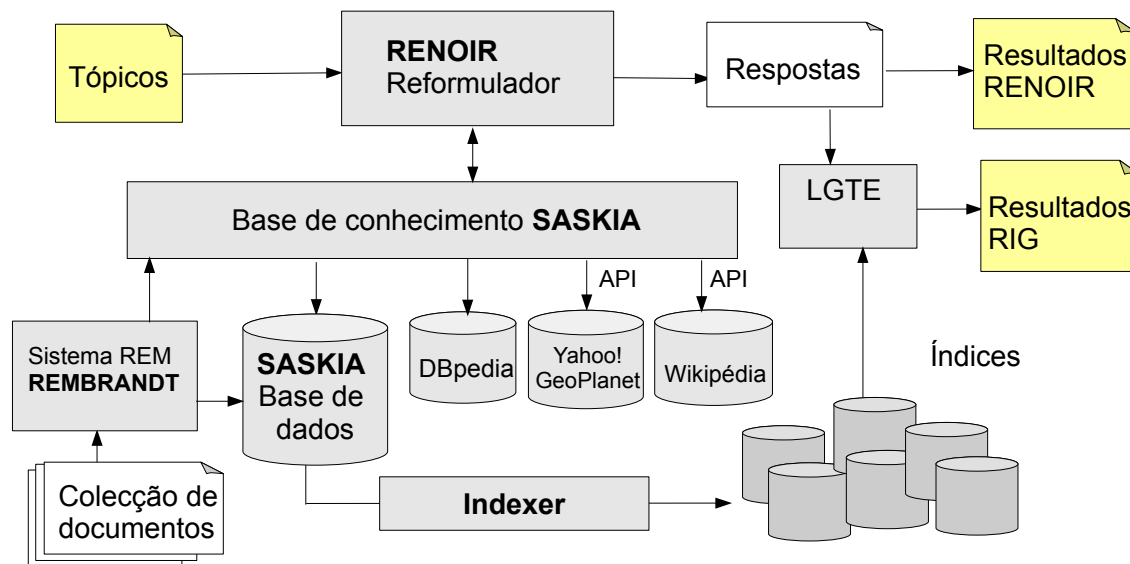 Tópicos
RENOIR
Reformulador
Respostas
Resultados
RENOIR
LGTE
Resultados
RIG
Base de conhecimento SASKIA
API
API
Sistema REM
REMBRANDT
SASKIA
Base de
dados
DBpedia
Yahoo!
GeoPlanet
Wikipédia
Índices
Colecção de
documentos
Indexer